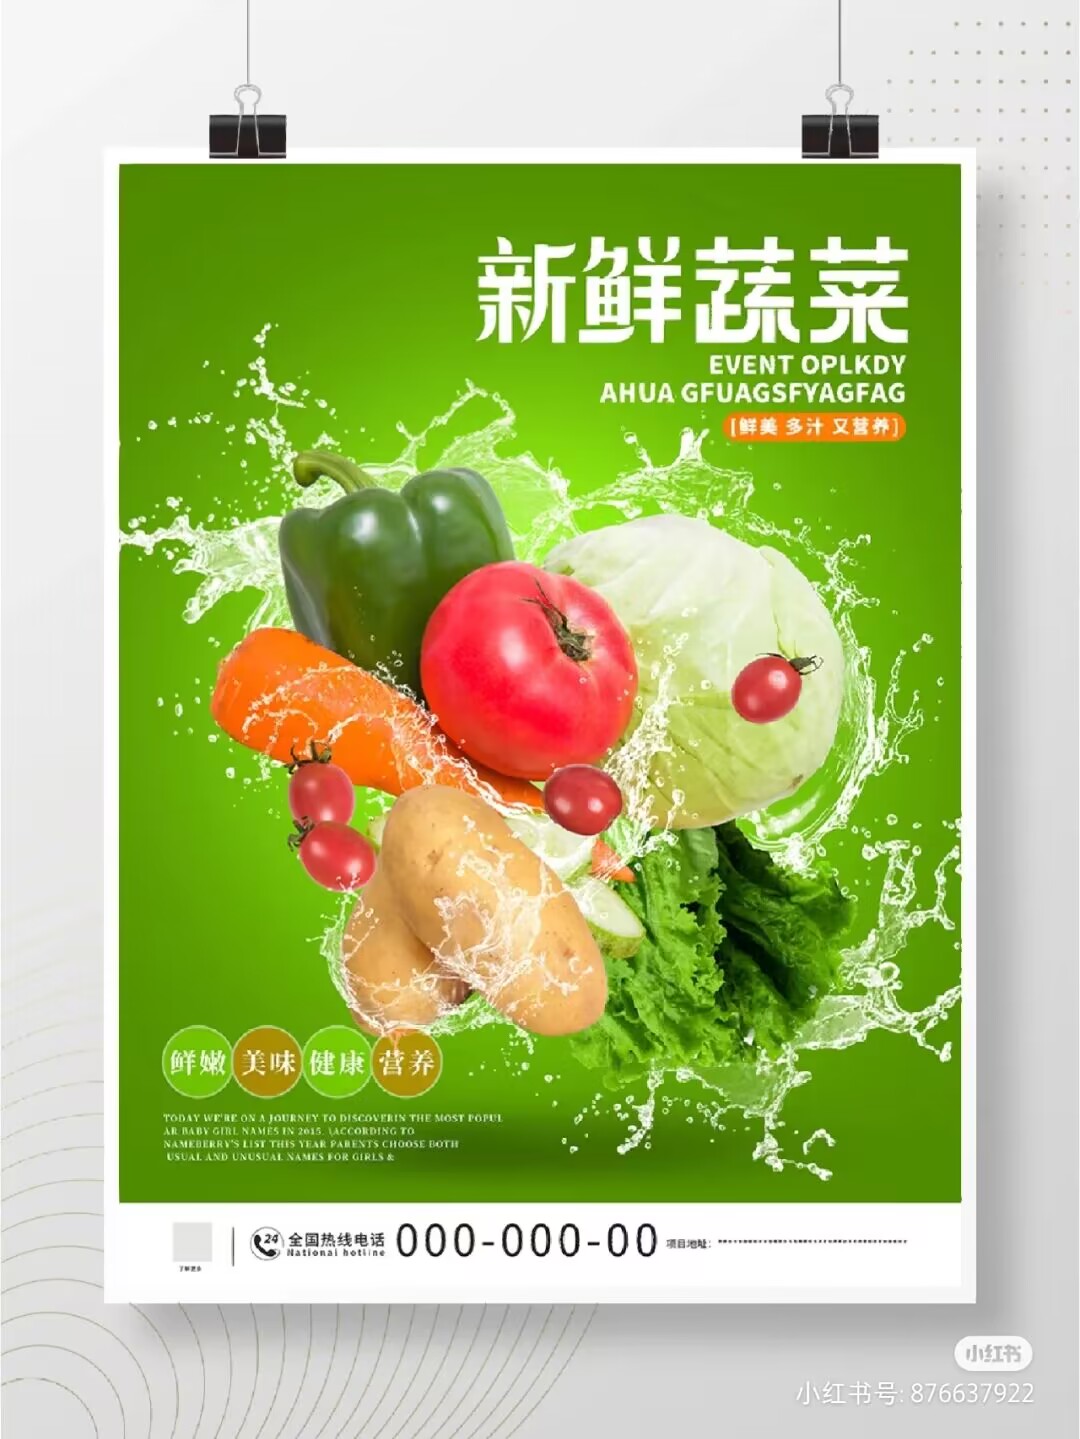 新鲜蔬菜
EVENT OPLKDY
AHUA GFUAGSFYAGFAG
[鲜美 多汁 又营养]
鲜嫩 美味 健康 营养
TODAY WE'RE ON A JOURNEY TO DISCOVERIN THE MOST POPUL
AR BABY GIRL NAMES IN 2015. (ACCORDING TO
NAMEBERRY'S LIST THIS YEAR PARENTS CHOOSE BOTH
USUAL AND UNUSUAL NAMES FOR GIRLS &
了解更多
24 全国热线电话
National hotline
000-000-00
项目地址:
小红书
小红书号: 876637922